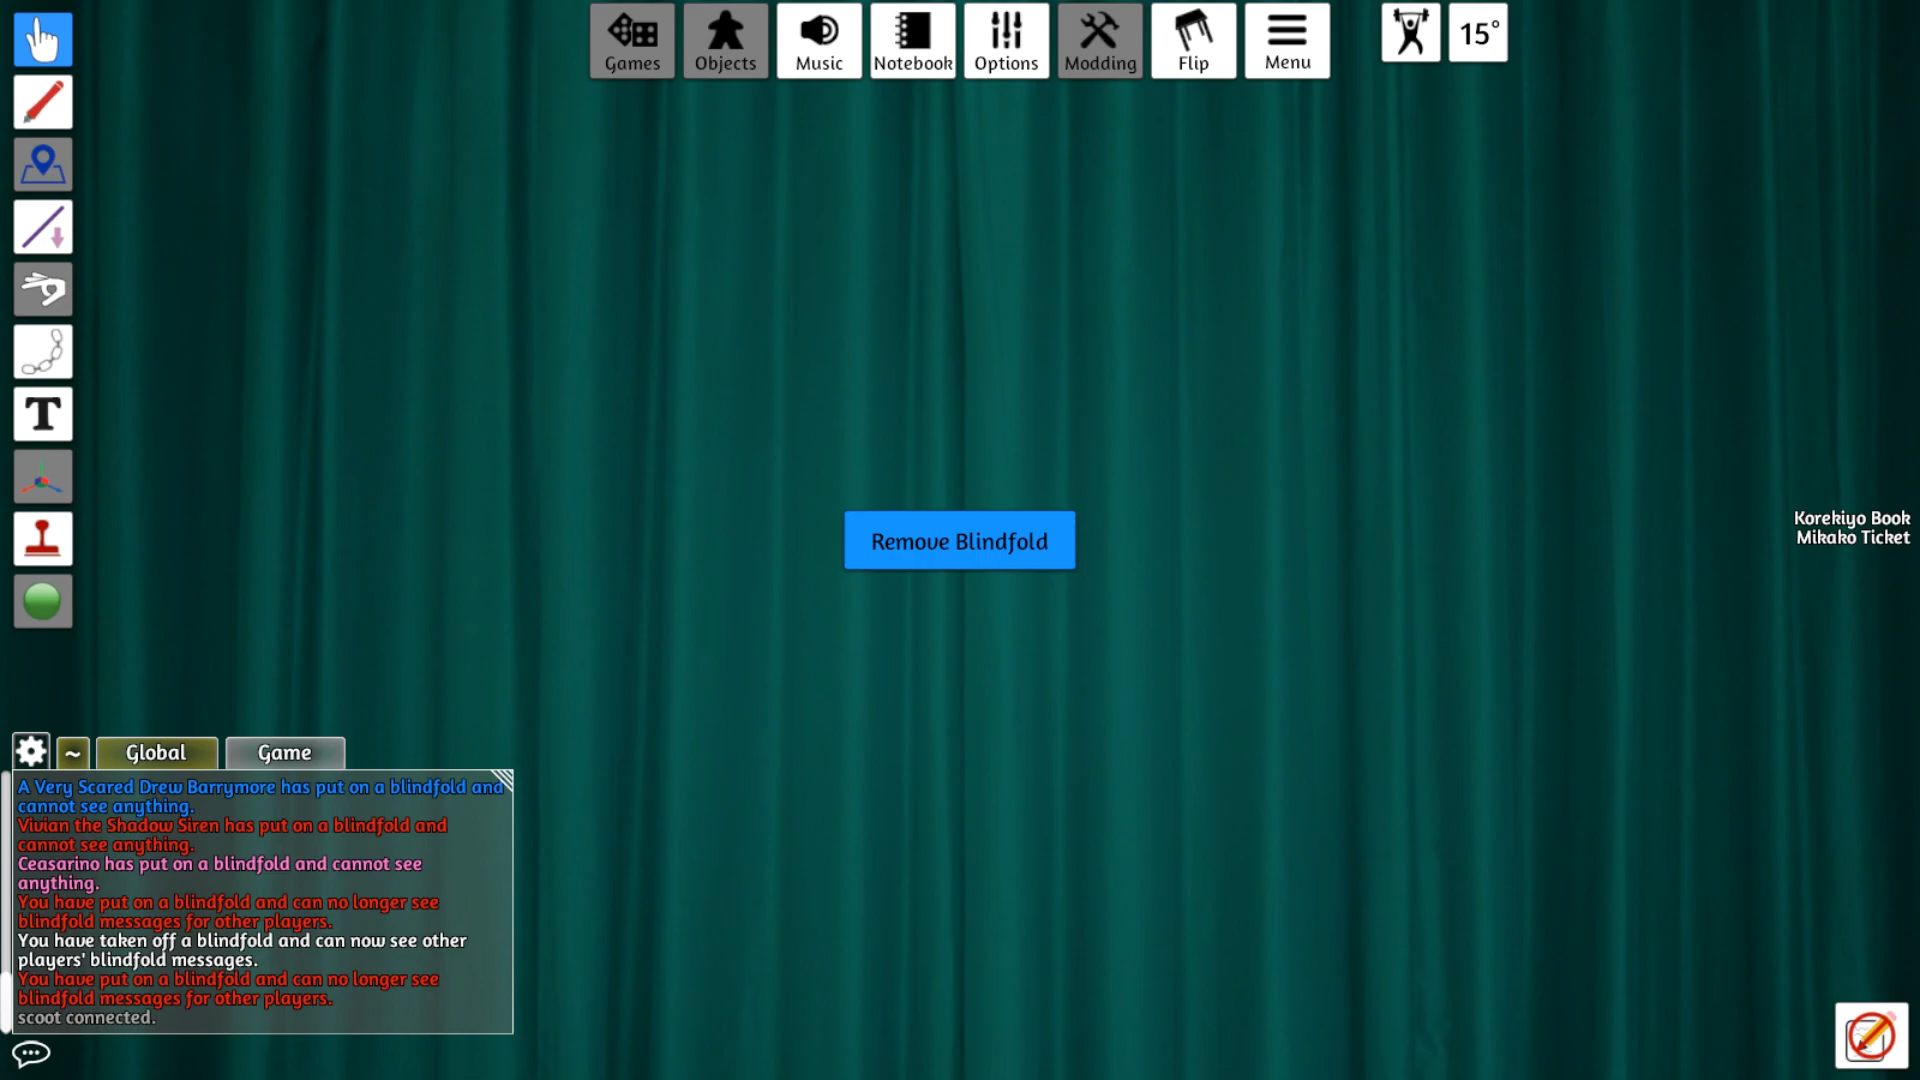 Games
Objects
Music
Notebook
Options
Modding
Flip
Menu
15°
T
Remove Blindfold
Korekiyo Book
Mikako Ticket
~
Global
Game
A Very Scared Drew Barrymore has put on a blindfold and
cannot see anything.
Vivian the Shadow Siren has put on a blindfold and
cannot see anything.
Ceasarino has put on a blindfold and cannot see
anything.
You have put on a blindfold and can no longer see
blindfold messages for other players.
You have taken off a blindfold and can now see other
players' blindfold messages.
You have put on a blindfold and can no longer see
blindfold messages for other players.
scoot connected.